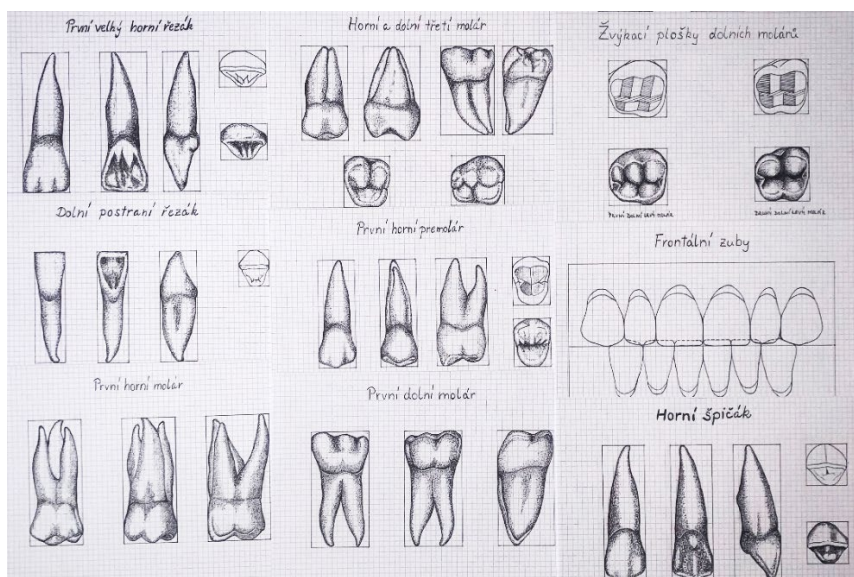 První velký horní řezák
Dolní postraní řezák
První horní molár
Horní a dolní třetí molár
První horní premolár
První dolní molár
Žvýkací plošky dolních molárů
Frontální zuby
Horní špičák